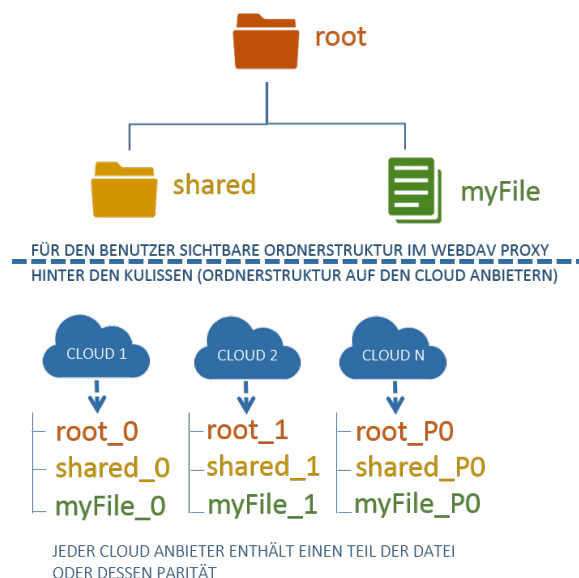 root
shared
myFile
FÜR DEN BENUTZER SICHTBARE ORDNERSTRUKTUR IM WEBDAV PROXY
HINTER DEN KULISSEN (ORDNERSTRUKTUR AUF DEN CLOUD ANBIETERN)
CLOUD 1
CLOUD 2
CLOUD N
root_0
root_1
root_P0
shared_0
shared_1
shared_P0
myFile_0
myFile_1
myFile_P0
JEDER CLOUD ANBIETER ENTHÄLT EINEN TEIL DER DATEI
ODER DESSEN PARITÄT